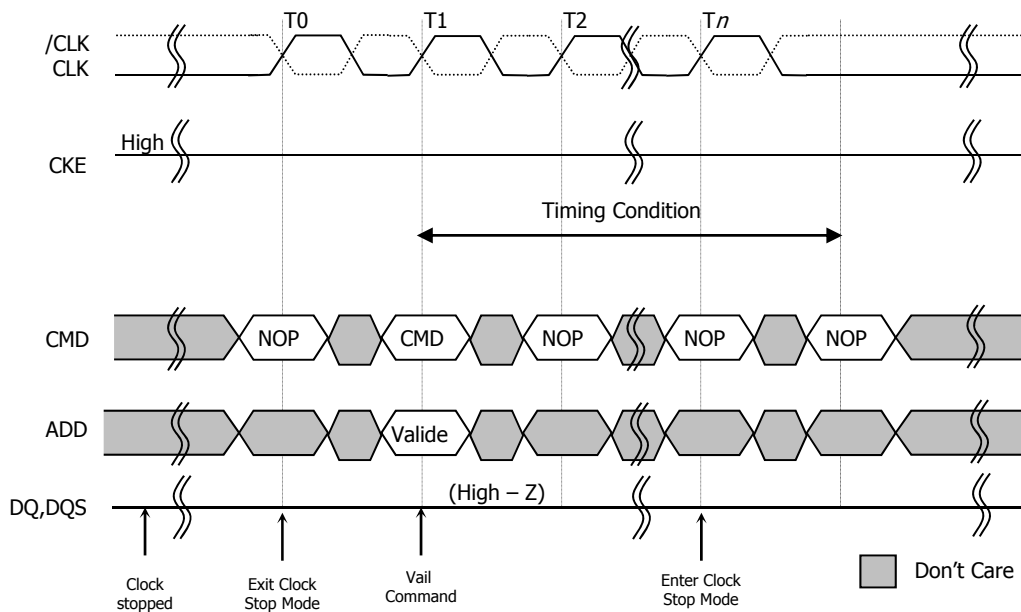 T0 T1 T2 Tn
/CLK
CLK
High
CKE
Timing Condition
CMD NOP CMD NOP NOP NOP
ADD Valide
(High – Z)
DQ,DQS
Clock
stopped
Exit Clock
Stop Mode
Vail
Command
Enter Clock
Stop Mode
Don't Care